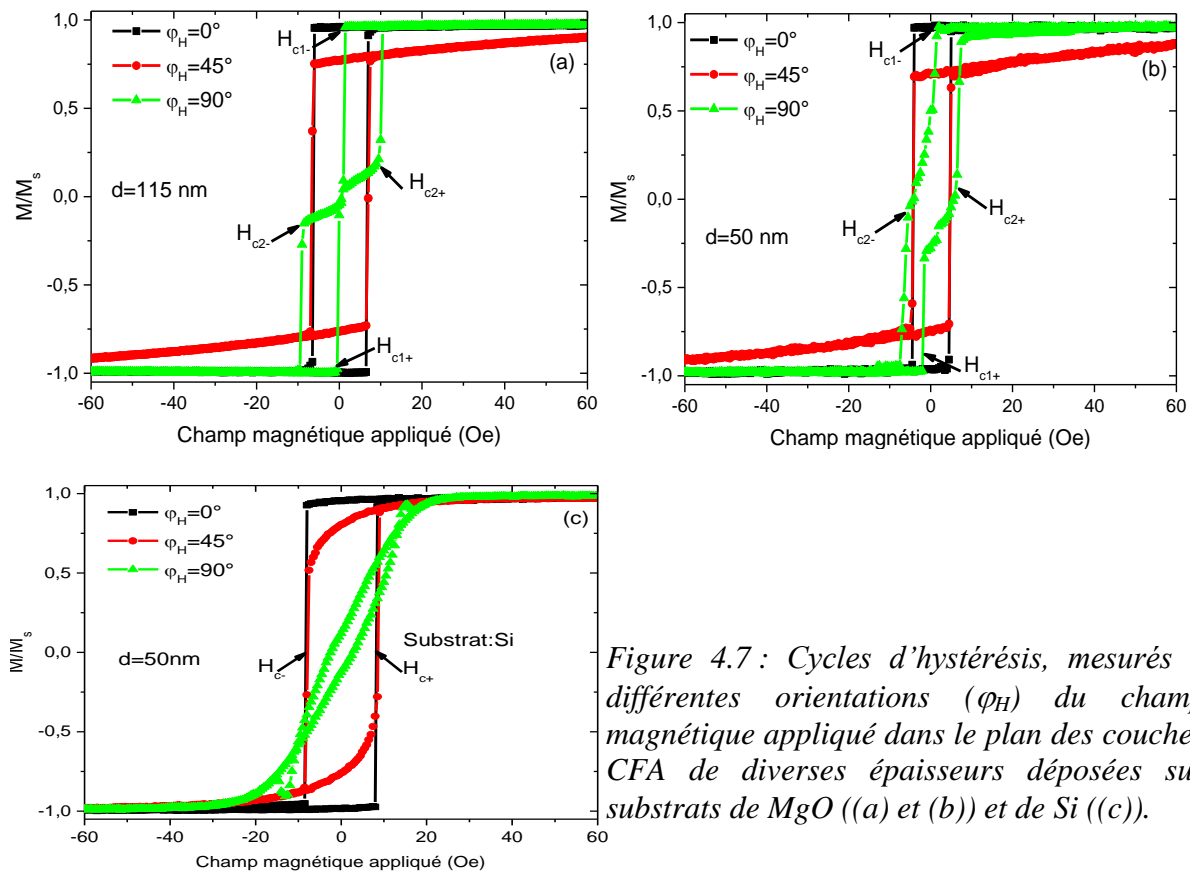 1,0
0,5
0,0
-0,5
-1,0
M/Ms
φH=0°
φH=45°
φH=90°
(a)
d=115 nm
Hc1-
Hc2+
Hc2-
Hc1+
-60 -40 -20 0 20 40 60
Champ magnétique appliqué (Oe)
1,0
0,5
0,0
-0,5
-1,0
M/Ms
φH=0°
φH=45°
φH=90°
(b)
d=50 nm
Hc1-
Hc2-
Hc2+
Hc1+
-60 -40 -20 0 20 40 60
Champ magnétique appliqué (Oe)
1,0
0,5
0,0
-0,5
-1,0
M/Ms
φH=0°
φH=45°
φH=90°
(c)
Substrat:Si
d=50nm
Hc-
Hc+
-60 -40 -20 0 20 40 60
Champ magnétique appliqué (Oe)
Figure 4.7 : Cycles d'hystérésis, mesurés
différentes orientations (φH) du champ
magnétique appliqué dans le plan des couche
CFA de diverses épaisseurs déposées su
substrats de MgO ((a) et (b)) et de Si ((c)).